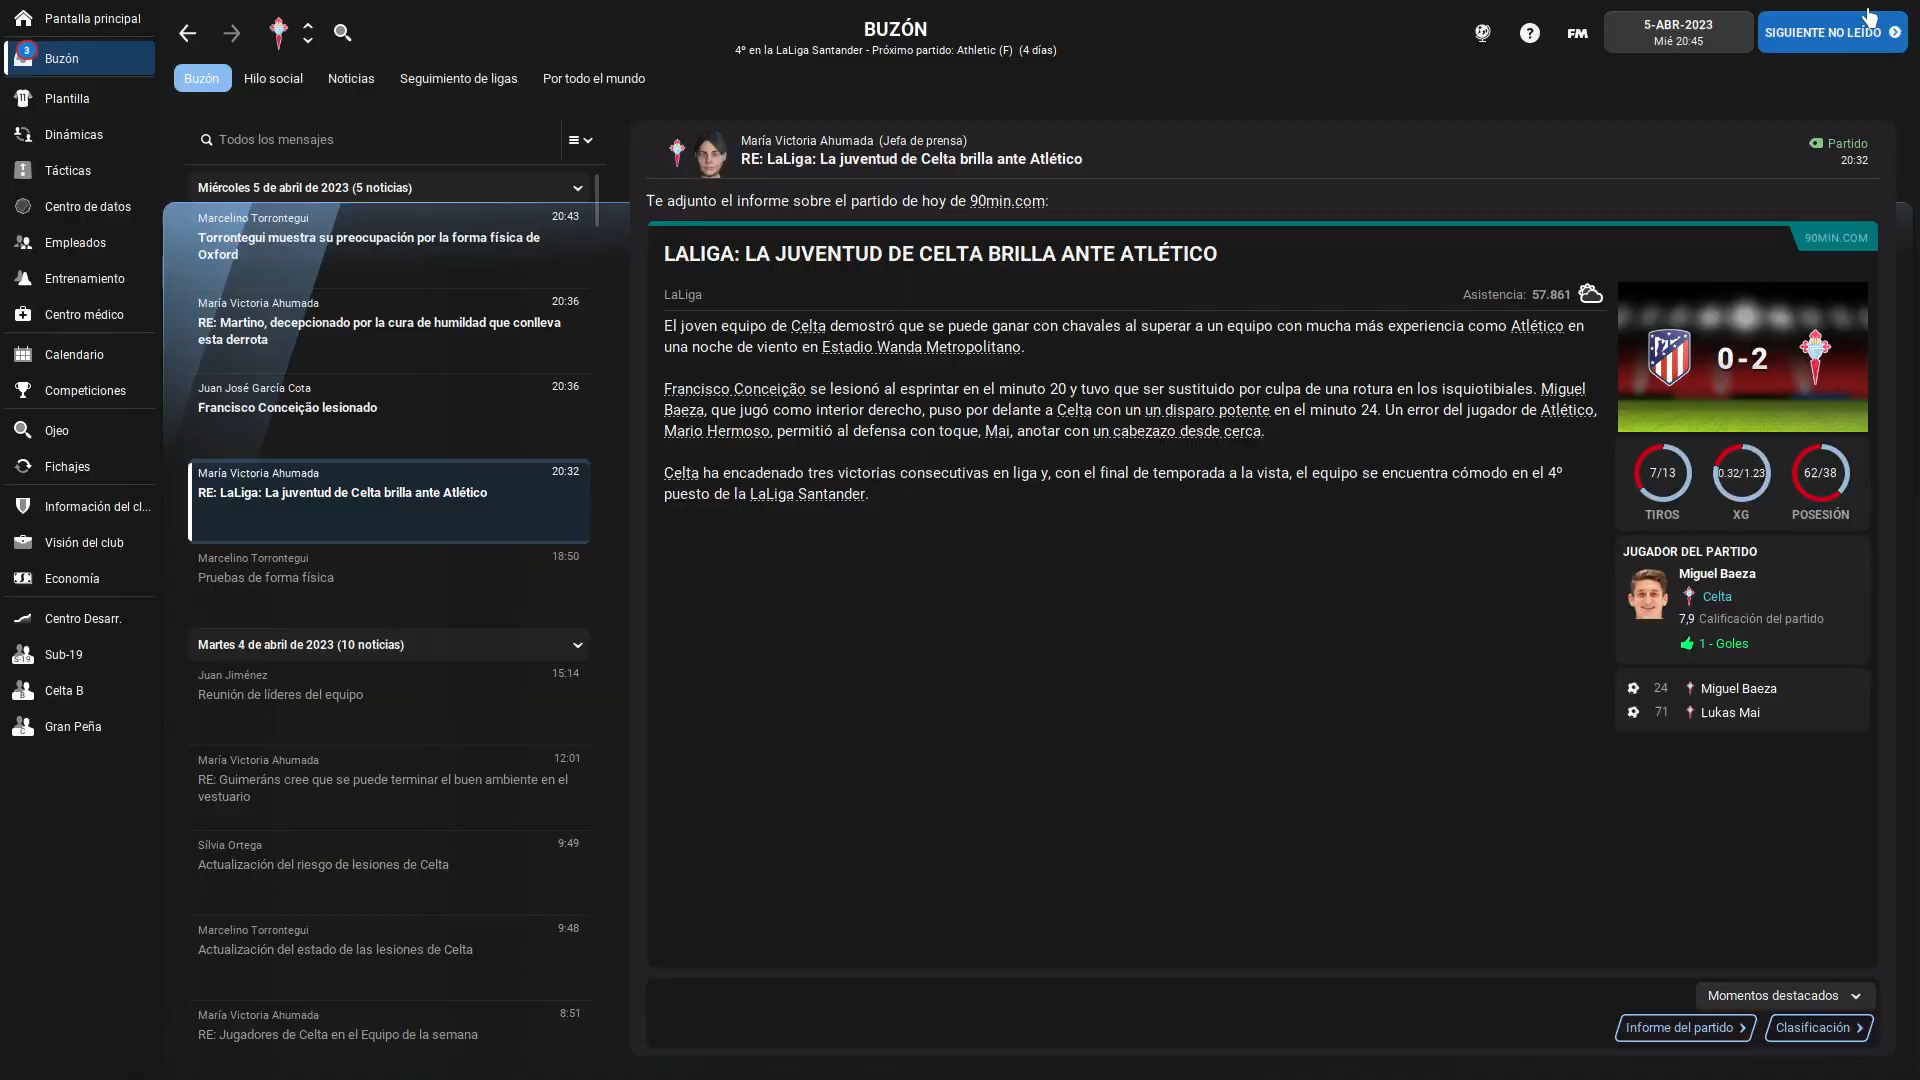 Pantalla principal
3
Buzón
11
Plantilla
Dinámicas
Tácticas
Centro de datos
Empleados
Entrenamiento
Centro médico
Calendario
Competiciones
Ojeo
Fichajes
Información del cl...
Visión del club
Economía
Centro Desarr.
S-19
Sub-19
B
Celta B
C
Gran Peña
BUZÓN
4º en la LaLiga Santander - Próximo partido: Athletic (F) (4 días)
FM
5-ABR-2023
Mié 20:45
SIGUIENTE NO LEÍDO
Buzón
Hilo social
Noticias
Seguimiento de ligas
Por todo el mundo
Todos los mensajes
Miércoles 5 de abril de 2023 (5 noticias)
Marcelino Torrontegui 20:43
Torrontegui muestra su preocupación por la forma física de
Oxford
María Victoria Ahumada 20:36
RE: Martino, decepcionado por la cura de humildad que conlleva
esta derrota
Juan José García Cota 20:36
Francisco Conceição lesionado
María Victoria Ahumada 20:32
RE: LaLiga: La juventud de Celta brilla ante Atlético
Marcelino Torrontegui 18:50
Pruebas de forma física
Martes 4 de abril de 2023 (10 noticias)
Juan Jiménez 15:14
Reunión de líderes del equipo
María Victoria Ahumada 12:01
RE: Guimeráns cree que se puede terminar el buen ambiente en el
vestuario
Sílvia Ortega 9:49
Actualización del riesgo de lesiones de Celta
Marcelino Torrontegui 9:48
Actualización del estado de las lesiones de Celta
María Victoria Ahumada 8:51
RE: Jugadores de Celta en el Equipo de la semana
María Victoria Ahumada (Jefa de prensa)
RE: LaLiga: La juventud de Celta brilla ante Atlético
Partido
20:32
Te adjunto el informe sobre el partido de hoy de 90min.com:
90MIN.COM
LALIGA: LA JUVENTUD DE CELTA BRILLA ANTE ATLÉTICO
LaLiga Asistencia: 57.861
El joven equipo de Celta demostró que se puede ganar con chavales al superar a un equipo con mucha más experiencia como Atlético en
una noche de viento en Estadio Wanda Metropolitano.
Francisco Conceição se lesionó al esprintar en el minuto 20 y tuvo que ser sustituido por culpa de una rotura en los isquiotibiales. Miguel
Baeza, que jugó como interior derecho, puso por delante a Celta con un un disparo potente en el minuto 24. Un error del jugador de Atlético,
Mario Hermoso, permitió al defensa con toque, Mai, anotar con un cabezazo desde cerca.
Celta ha encadenado tres victorias consecutivas en liga y, con el final de temporada a la vista, el equipo se encuentra cómodo en el 4º
puesto de la LaLiga Santander.
0-2
7/13 0.32/1.23 62/38
TIROS XG POSESIÓN
JUGADOR DEL PARTIDO
Miguel Baeza
Celta
7,9 Calificación del partido
1 - Goles
24 Miguel Baeza
71 Lukas Mai
Momentos destacados
Informe del partido
Clasificación